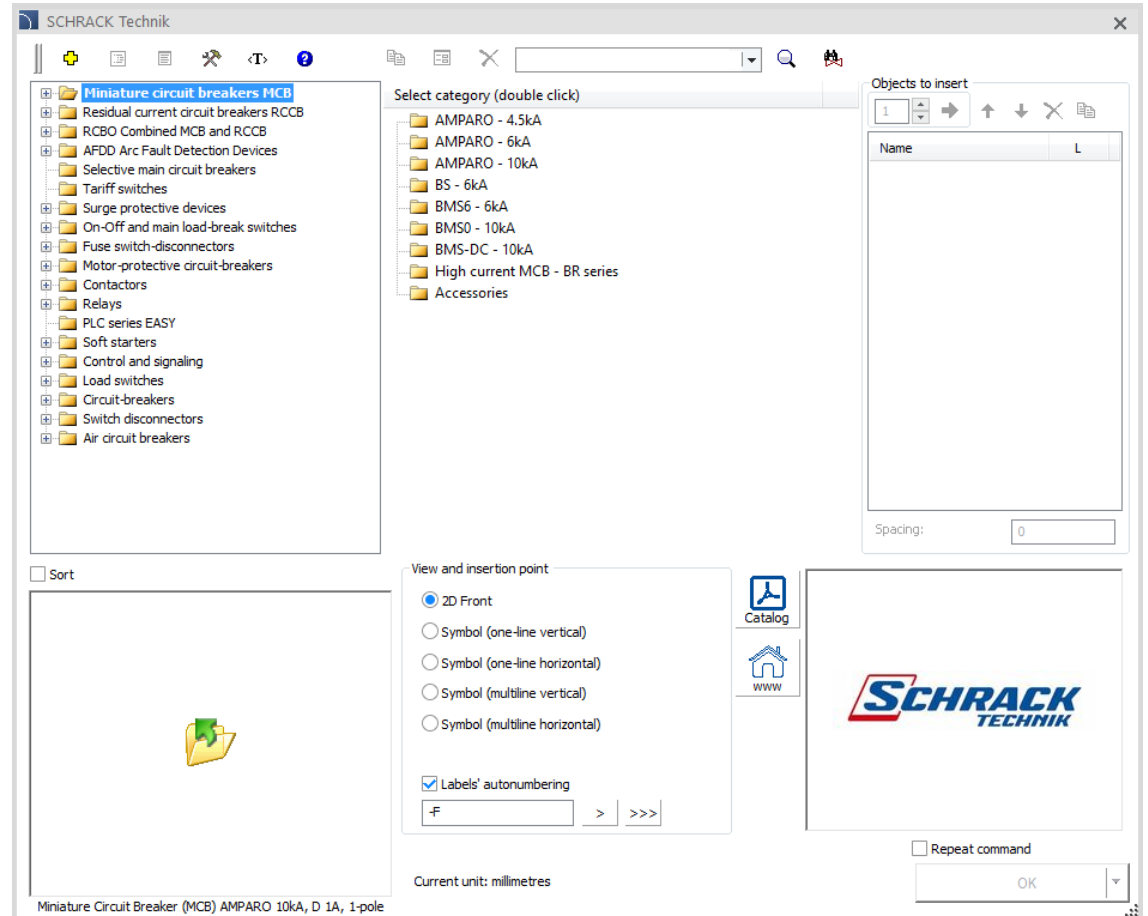 SCHRACK Technik
<T>
Miniature circuit breakers MCB
Residual current circuit breakers RCCB
RCBO Combined MCB and RCCB
AFDD Arc Fault Detection Devices
Selective main circuit breakers
Tariff switches
Surge protective devices
On-Off and main load-break switches
Fuse switch-disconnectors
Motor-protective circuit-breakers
Contactors
Relays
PLC series EASY
Soft starters
Control and signaling
Load switches
Circuit-breakers
Switch disconnectors
Air circuit breakers
Select category (double click)
AMPARO - 4.5kA
AMPARO - 6kA
AMPARO - 10kA
BS - 6kA
BMS6 - 6kA
BMS0 - 10kA
BMS-DC - 10kA
High current MCB - BR series
Accessories
Objects to insert
1
Name L
Spacing: 0
Sort
Miniature Circuit Breaker (MCB) AMPARO 10kA, D 1A, 1-pole
View and insertion point
2D Front
Symbol (one-line vertical)
Symbol (one-line horizontal)
Symbol (multiline vertical)
Symbol (multiline horizontal)
Labels' autonumbering
-F > >>>
Current unit: millimetres
Catalog
www
SCHRACK
TECHNIK
Repeat command
OK